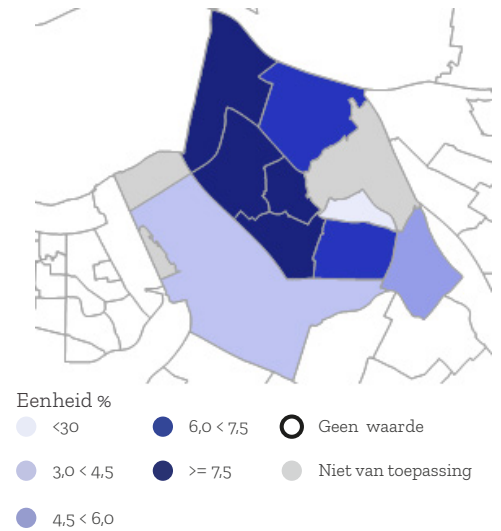 Eenheid %
<30 6,0 < 7,5 Geen waarde
3,0 < 4,5 >= 7,5 Niet van toepassing
4,5 < 6,0